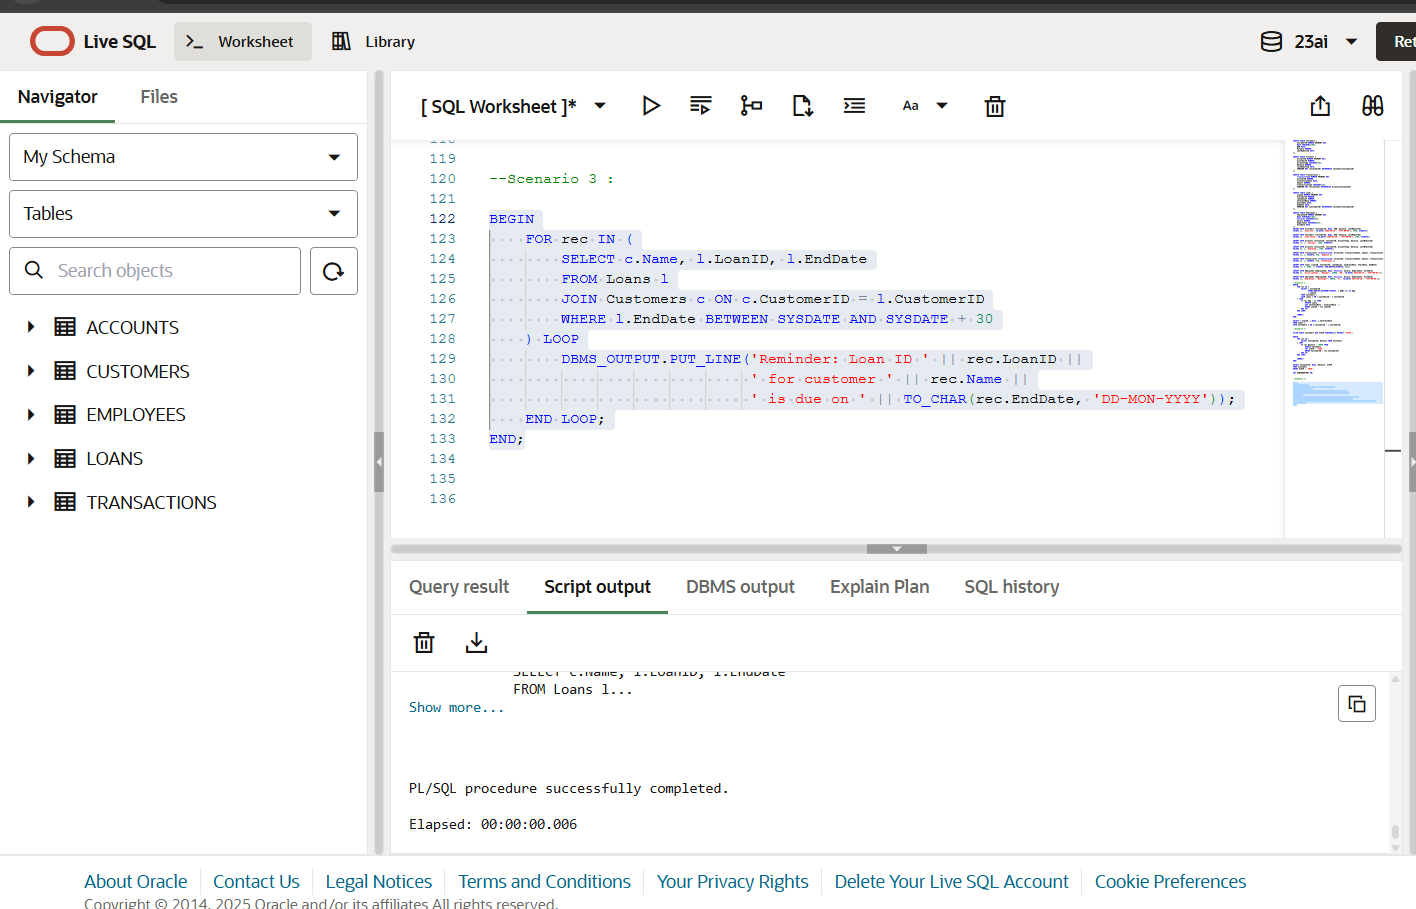 Live SQL
Worksheet
Library
23ai
Ret
Navigator
Files
My Schema
Tables
Search objects
ACCOUNTS
CUSTOMERS
EMPLOYEES
LOANS
TRANSACTIONS
[ SQL Worksheet ]*
Aa
118
119
120 --Scenario 3 :
121
122 BEGIN
123     FOR rec IN (
124         SELECT c.Name, l.LoanID, l.EndDate
125         FROM Loans l
126         JOIN Customers c ON c.CustomerID = l.CustomerID
127         WHERE l.EndDate BETWEEN SYSDATE AND SYSDATE + 30
128     ) LOOP
129         DBMS_OUTPUT.PUT_LINE('Reminder: Loan ID ' || rec.LoanID ||
130                              ' for customer ' || rec.Name ||
131                              ' is due on ' || TO_CHAR(rec.EndDate, 'DD-MON-YYYY'));
132     END LOOP;
133 END;
134
135
136
Query result
Script output
DBMS output
Explain Plan
SQL history
SELECT c.Name, l.LoanID, l.EndDate
FROM Loans l...
Show more...
PL/SQL procedure successfully completed.
Elapsed: 00:00:00.006
About Oracle
Contact Us
Legal Notices
Terms and Conditions
Your Privacy Rights
Delete Your Live SQL Account
Cookie Preferences
Copyright © 2014, 2025 Oracle and/or its affiliates All rights reserved.